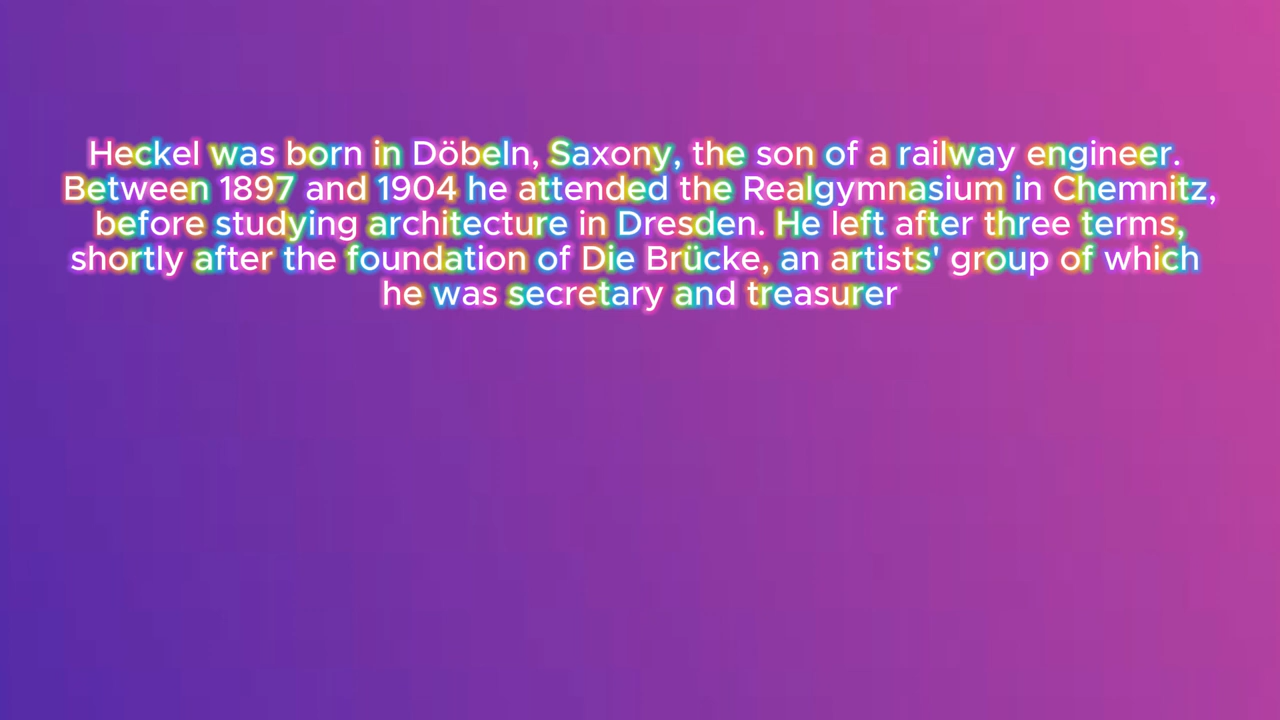 Heckel was born in Döbeln, Saxony, the son of a railway engineer.
Between 1897 and 1904 he attended the Realgymnasium in Chemnitz,
before studying architecture in Dresden. He left after three terms,
shortly after the foundation of Die Brücke, an artists' group of which
he was secretary and treasurer